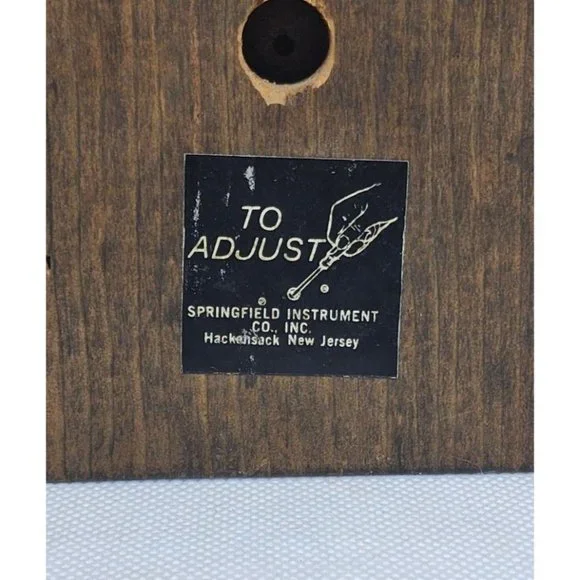 TO
ADJUST
©
®
SPRINGFIELD INSTRUMENT
CO., INC.
Hackensack New Jersey